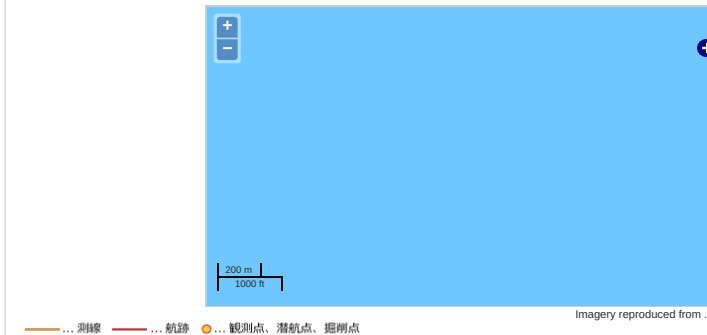 +
−
200 m
1000 ft
Imagery reproduced from .
... 測線 ... 航跡 ... 観測点、潜航点、掘削点